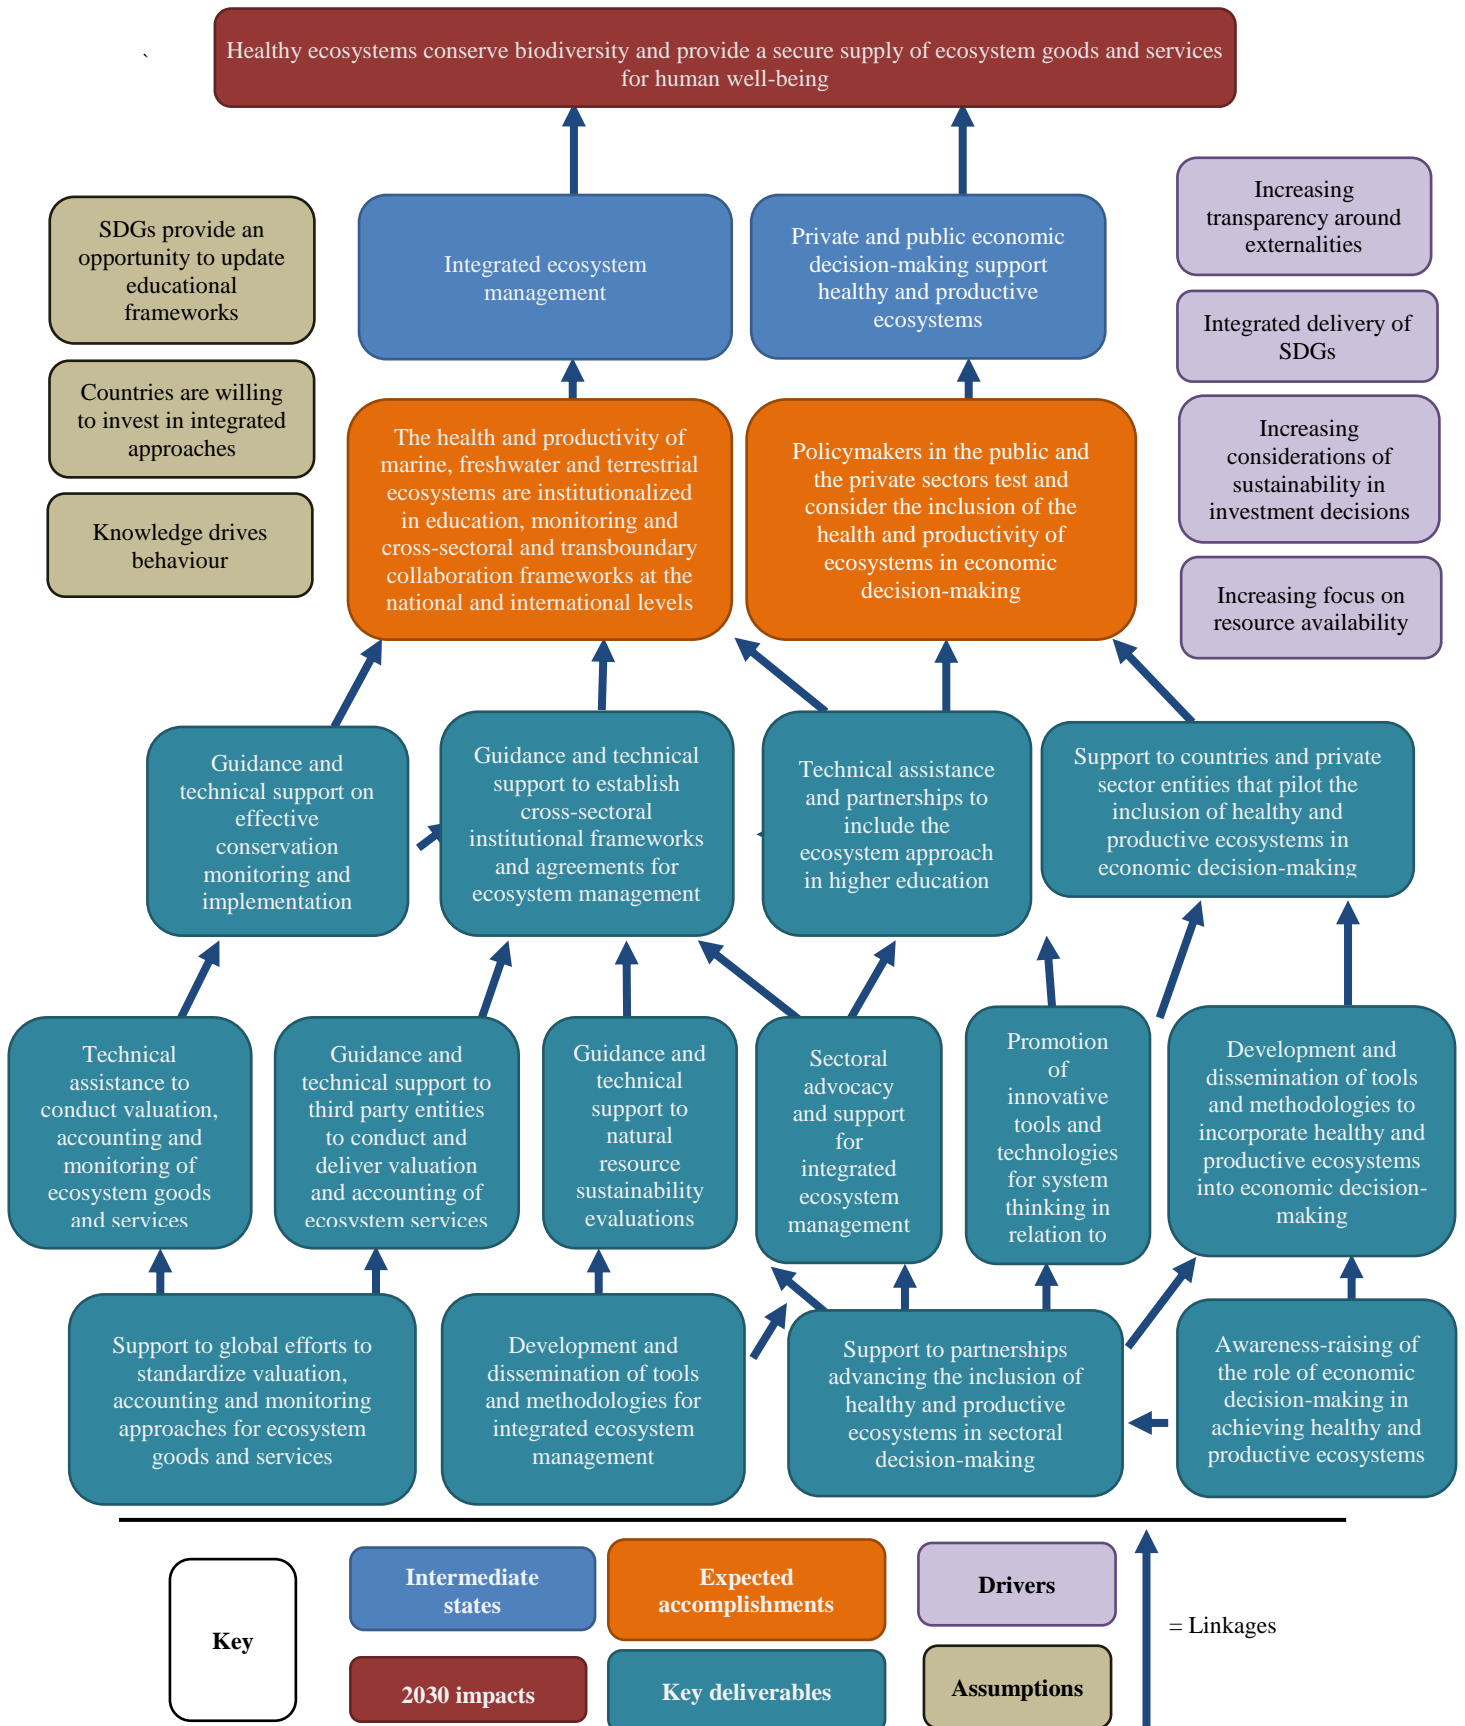 Healthy ecosystems conserve biodiversity and provide a secure supply of ecosystem goods and services
for human well-being
`
SDGs provide an
opportunity to update
educational
frameworks
Countries are willing
to invest in integrated
approaches
Knowledge drives
behaviour
Integrated ecosystem
management
Private and public economic
decision-making support
healthy and productive
ecosystems
Increasing
transparency around
externalities
Integrated delivery of
SDGs
Increasing
considerations of
sustainability in
investment decisions
Increasing focus on
resource availability
The health and productivity of
marine, freshwater and terrestrial
ecosystems are institutionalized
in education, monitoring and
cross-sectoral and transboundary
collaboration frameworks at the
national and international levels
Policymakers in the public and
the private sectors test and
consider the inclusion of the
health and productivity of
ecosystems in economic
decision-making
Guidance and
technical support on
effective
conservation
monitoring and
implementation
Guidance and technical
support to establish
cross-sectoral
institutional frameworks
and agreements for
ecosystem management
Technical assistance
and partnerships to
include the
ecosystem approach
in higher education
Support to countries and private
sector entities that pilot the
inclusion of healthy and
productive ecosystems in
economic decision-making
Technical
assistance to
conduct valuation,
accounting and
monitoring of
ecosystem goods
and services
Guidance and
technical support to
third party entities
to conduct and
deliver valuation
and accounting of
ecosystem services
Guidance and
technical
support to
natural
resource
sustainability
evaluations
Sectoral
advocacy
and support
for
integrated
ecosystem
management
Promotion
of
innovative
tools and
technologies
for system
thinking in
relation to
Development and
dissemination of tools
and methodologies to
incorporate healthy and
productive ecosystems
into economic decision-
making
Support to global efforts to
standardize valuation,
accounting and monitoring
approaches for ecosystem
goods and services
Development and
dissemination of tools
and methodologies for
integrated ecosystem
management
Support to partnerships
advancing the inclusion of
healthy and productive
ecosystems in sectoral
decision-making
Awareness-raising of
the role of economic
decision-making in
achieving healthy and
productive ecosystems
Key
Intermediate
states
Expected
accomplishments
Drivers
= Linkages
2030 impacts
Key deliverables
Assumptions